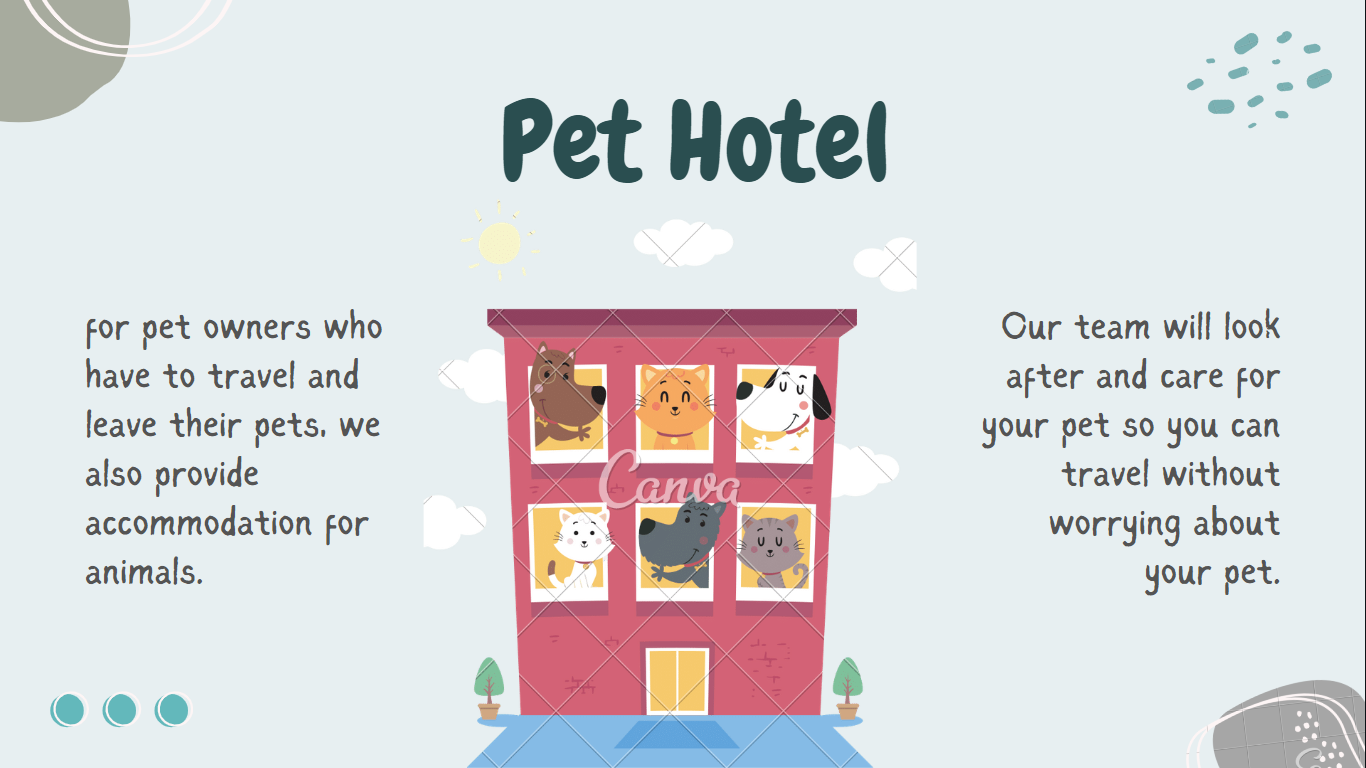 Pet Hotel
for pet owners who
have to travel and
leave their pets, we
also provide
accommodation for
animals.
Our team will look
after and care for
your pet so you can
travel without
worrying about
your pet.
Canva